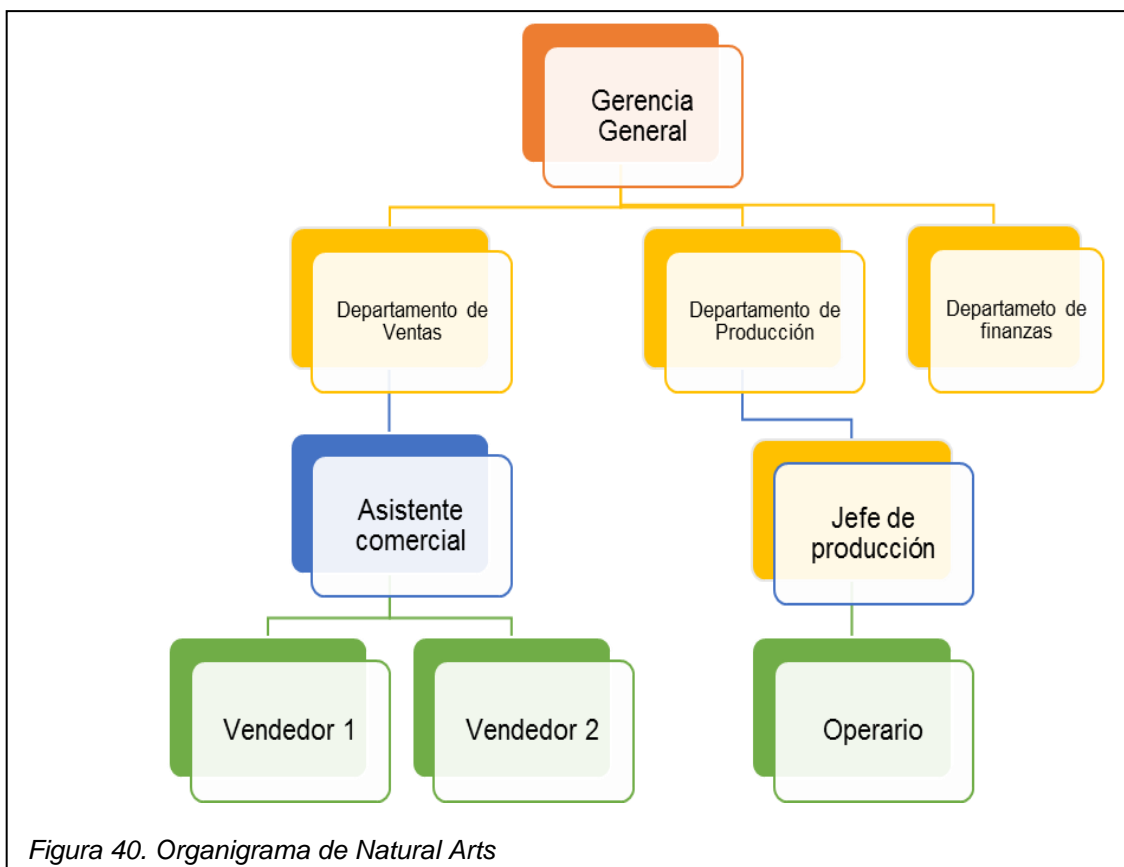 Gerencia
General
Departamento de
Ventas
Departamento de
Producción
Departameto de
finanzas
Asistente
comercial
Jefe de
producción
Vendedor 1
Vendedor 2
Operario
Figura 40. Organigrama de Natural Arts